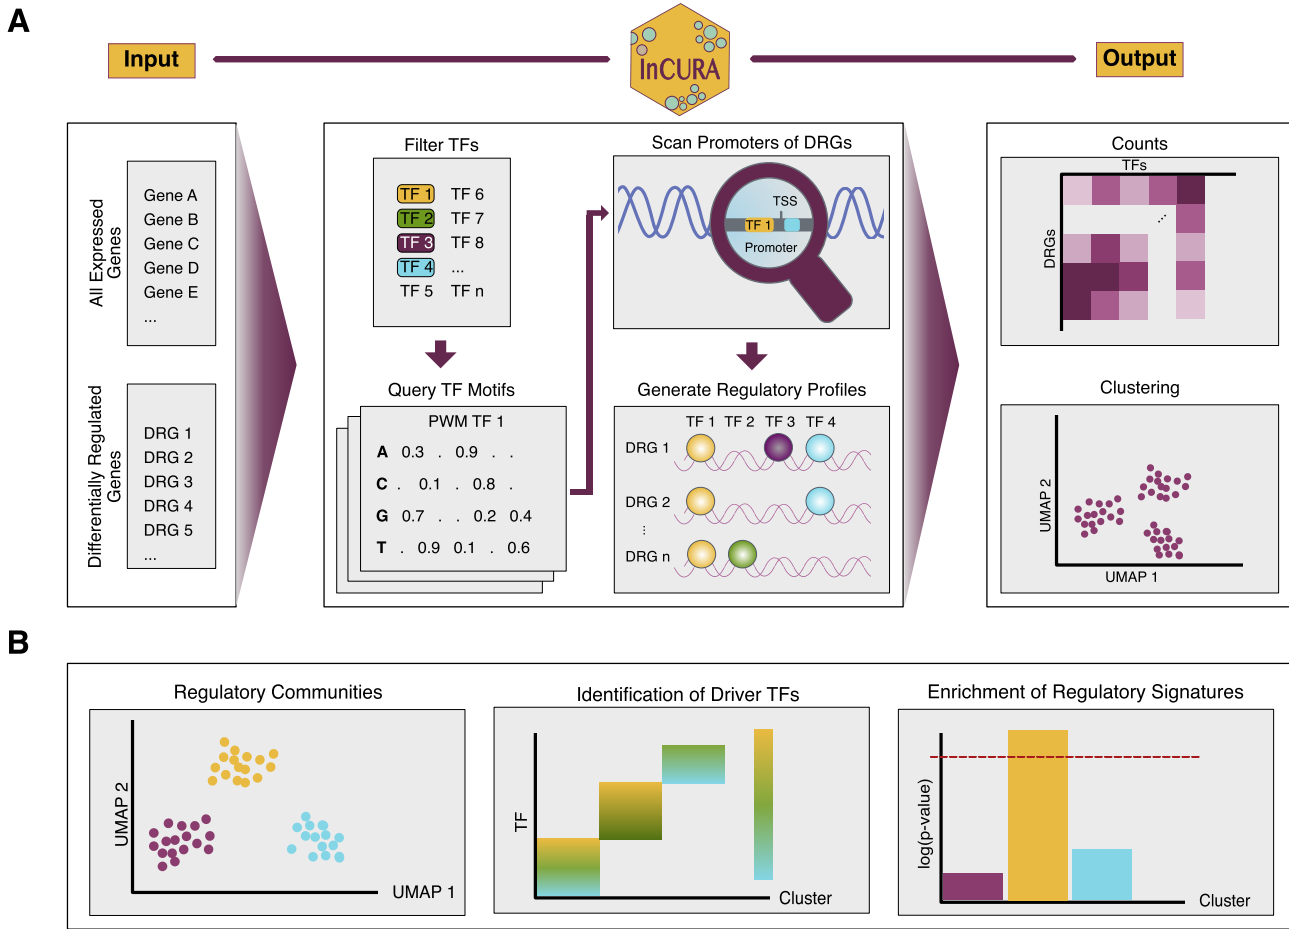 A
Input
InCURA
Output
All Expressed
Genes
Gene A
Gene B
Gene C
Gene D
Gene E
...
Differentially Regulated
Genes
DRG 1
DRG 2
DRG 3
DRG 4
DRG 5
...
Filter TFs
TF 1 TF 6
TF 2 TF 7
TF 3 TF 8
TF 4 ...
TF 5 TF n
Query TF Motifs
PWM TF 1
A 0.3 . 0.9 . .
C . 0.1 . 0.8 .
G 0.7 . . 0.2 0.4
T . 0.9 0.1 . 0.6
Scan Promoters of DRGs
TSS
TF 1
Promoter
Generate Regulatory Profiles
TF 1 TF 2 TF 3 TF 4
DRG 1
DRG 2
...
DRG n
Counts
TFs
DRGs
...
Clustering
UMAP 2
UMAP 1
B
Regulatory Communities
UMAP 2
UMAP 1
Identification of Driver TFs
TF
Cluster
Enrichment of Regulatory Signatures
log(p-value)
Cluster